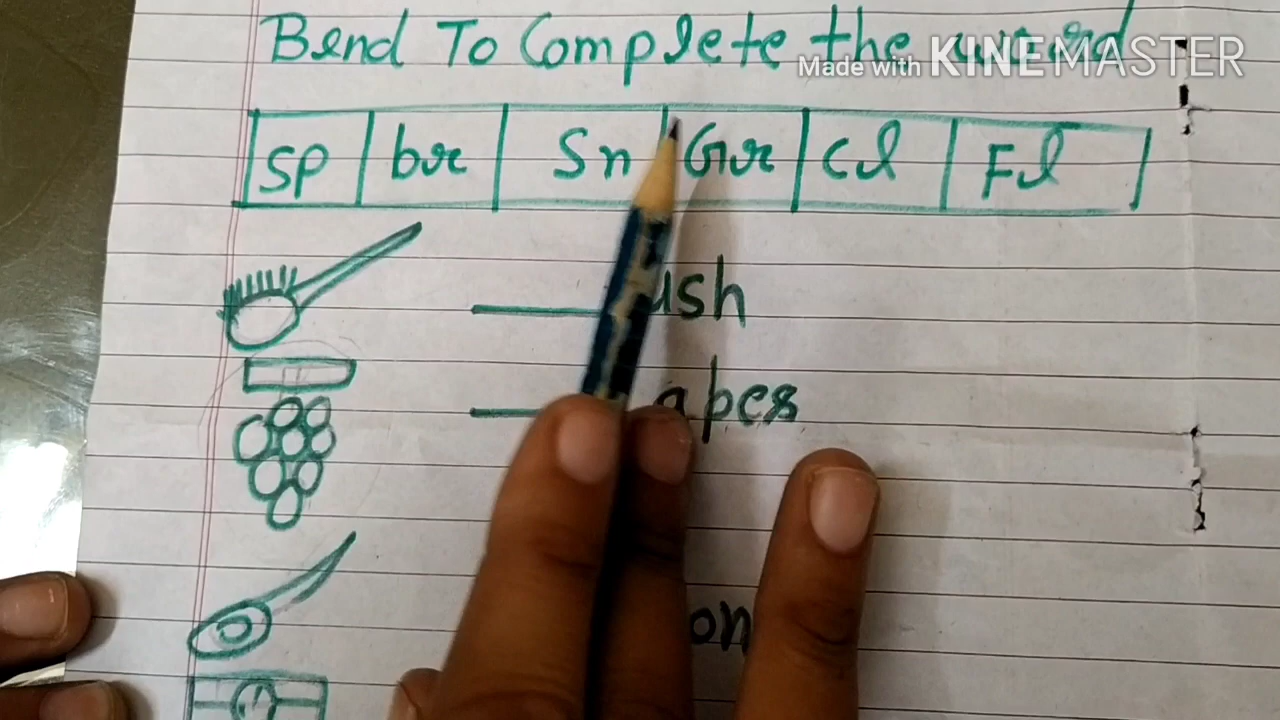 Bend To Complete the word
Made with KINEMASTER
sp br Sn Gr Cl Fl
ush
apes
on